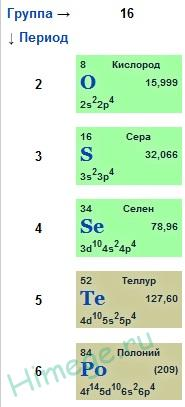 Группа → 16
↓ Период
2
8 Кислород
O 15,999
2s²2p⁴
3
16 Сера
S 32,066
3s²3p⁴
4
34 Селен
Se 78,96
3d¹⁰4s²4p⁴
5
52 Теллур
Te 127,60
4d¹⁰5s²5p⁴
6
84 Полоний
Po (209)
4f¹⁴5d¹⁰6s²6p⁴
Himege.ru